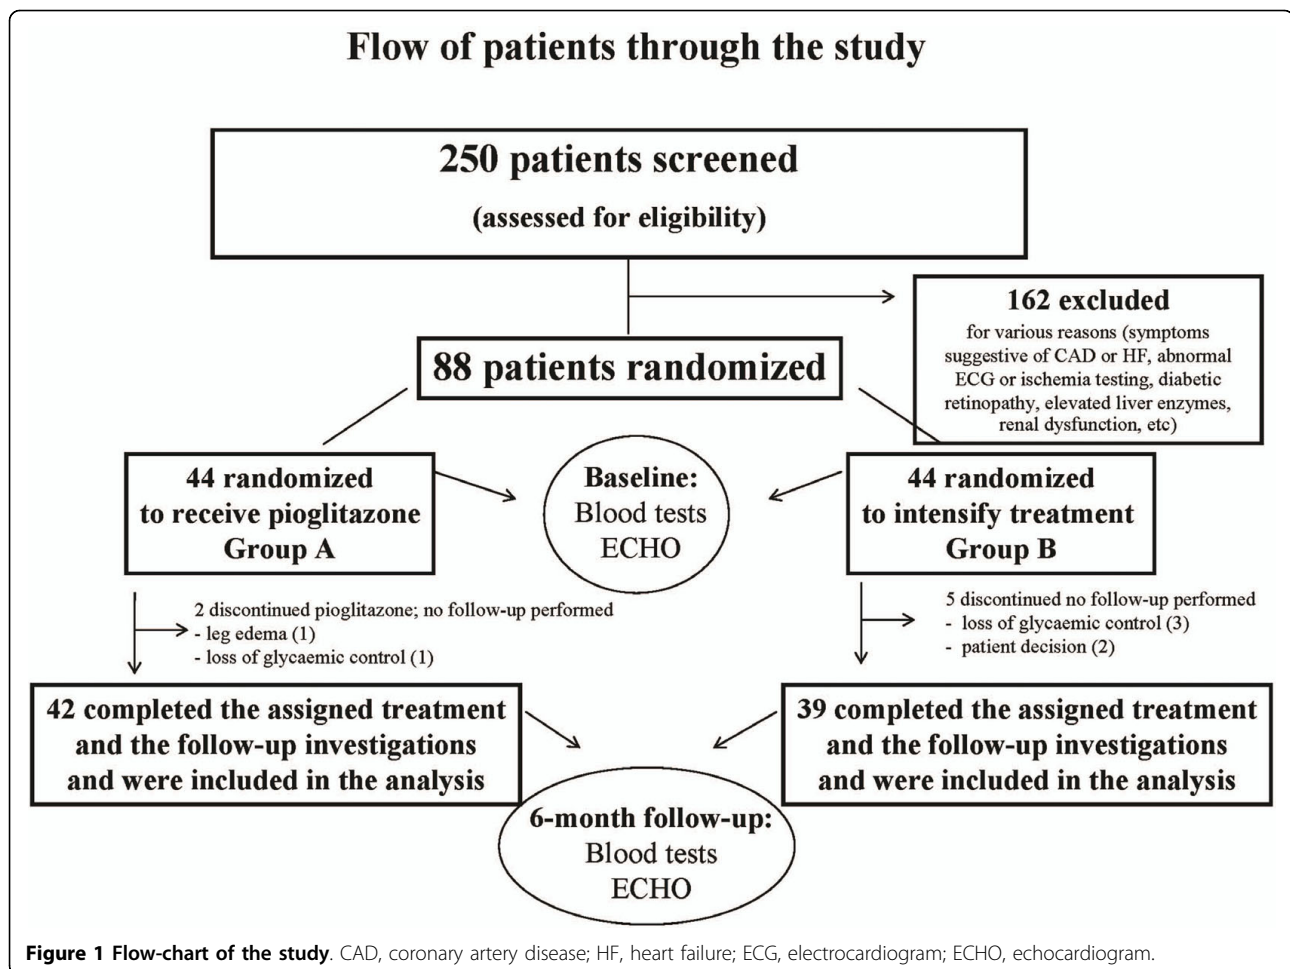 Flow of patients through the study
250 patients screened
(assessed for eligibility)
162 excluded
for various reasons (symptoms
suggestive of CAD or HF, abnormal
ECG or ischemia testing, diabetic
retinopathy, elevated liver enzymes,
renal dysfunction, etc)
88 patients randomized
44 randomized
to receive pioglitazone
Group A
Baseline:
Blood tests
ECHO
44 randomized
to intensify treatment
Group B
2 discontinued pioglitazone; no follow-up performed
- leg edema (1)
- loss of glycaemic control (1)
5 discontinued no follow-up performed
- loss of glycaemic control (3)
- patient decision (2)
42 completed the assigned treatment
and the follow-up investigations
and were included in the analysis
39 completed the assigned treatment
and the follow-up investigations
and were included in the analysis
6-month follow-up:
Blood tests
ECHO
Figure 1 Flow-chart of the study. CAD, coronary artery disease; HF, heart failure; ECG, electrocardiogram; ECHO, echocardiogram.